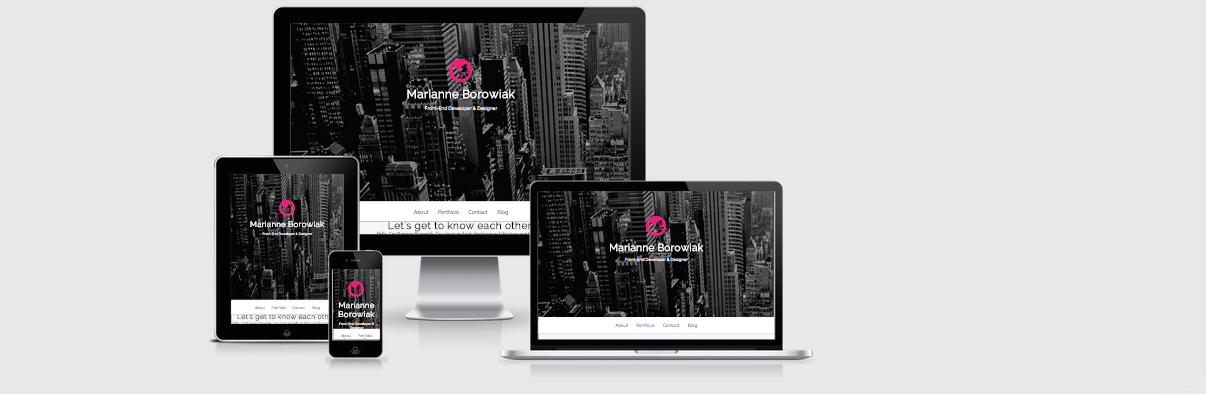 Marianne Borowiak
Front-End Developer & Designer
About Portfolio Contact Blog
Let's get to know each other
Marianne Borowiak
Front-End Developer & Designer
About Portfolio Contact Blog
Let's get to know each oth
Marianne
Borowiak
Front-End Developer &
Designer
About Portfolio
Marianne Borowiak
Front-End Developer & Designer
About Portfolio Contact Blog